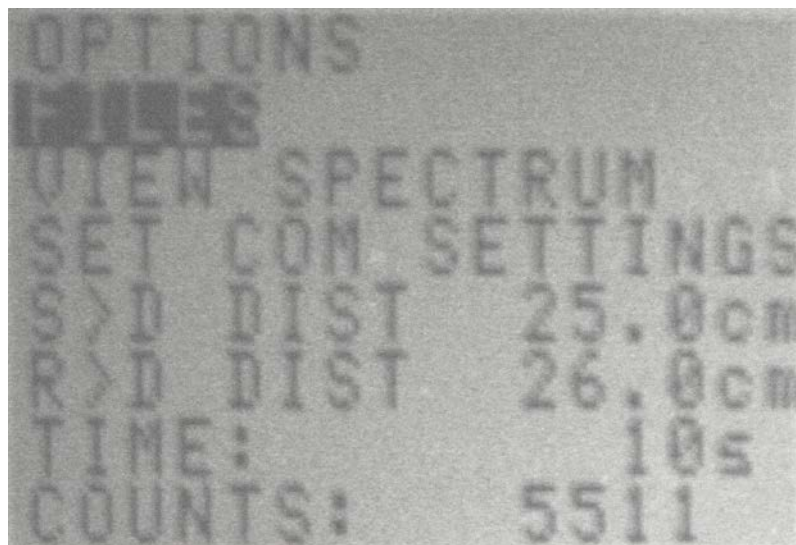 OPTIONS
FILES
VIEW SPECTRUM
SET COM SETTINGS
S>D DIST 25.0cm
R>D DIST 26.0cm
TIME: 10s
COUNTS: 5511